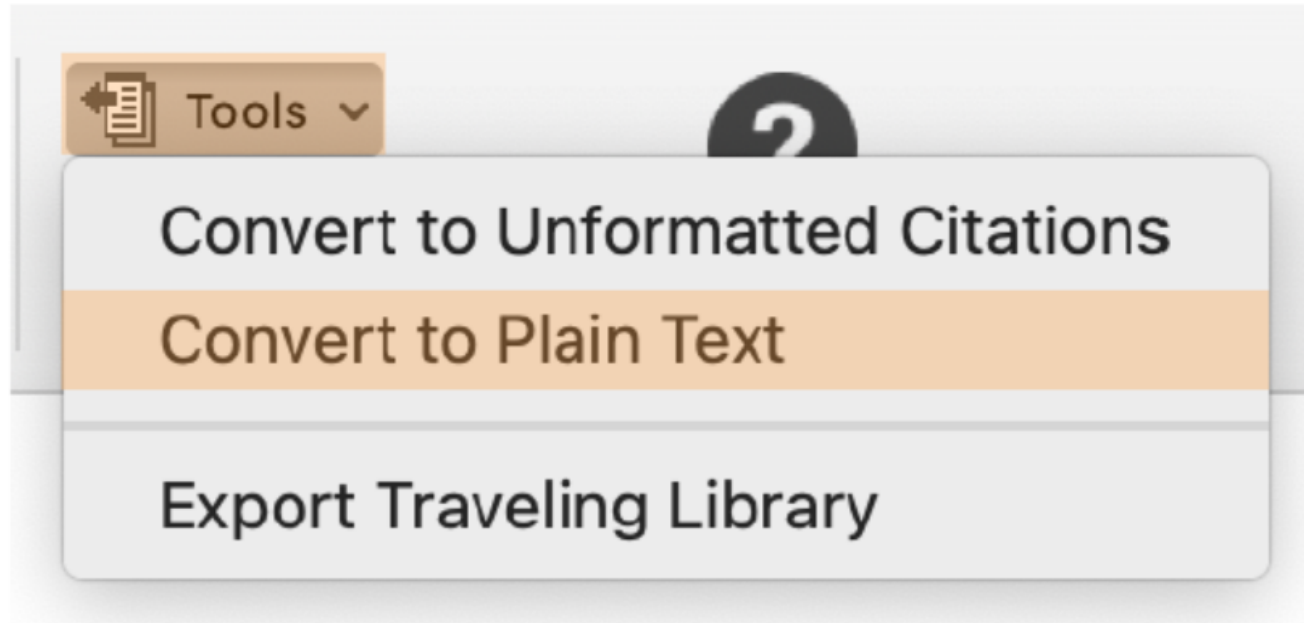 Tools
?
Convert to Unformatted Citations
Convert to Plain Text
Export Traveling Library